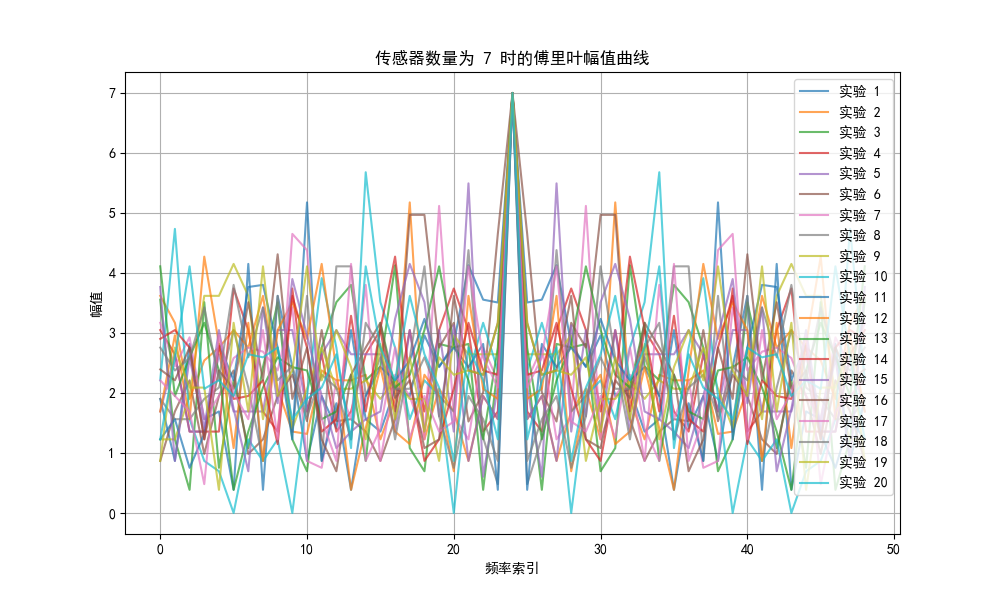 传感器数量为 7 时的傅里叶幅值曲线
幅值
7
6
5
4
3
2
1
0
0 10 20 30 40 50
频率索引
实验 1
实验 2
实验 3
实验 4
实验 5
实验 6
实验 7
实验 8
实验 9
实验 10
实验 11
实验 12
实验 13
实验 14
实验 15
实验 16
实验 17
实验 18
实验 19
实验 20